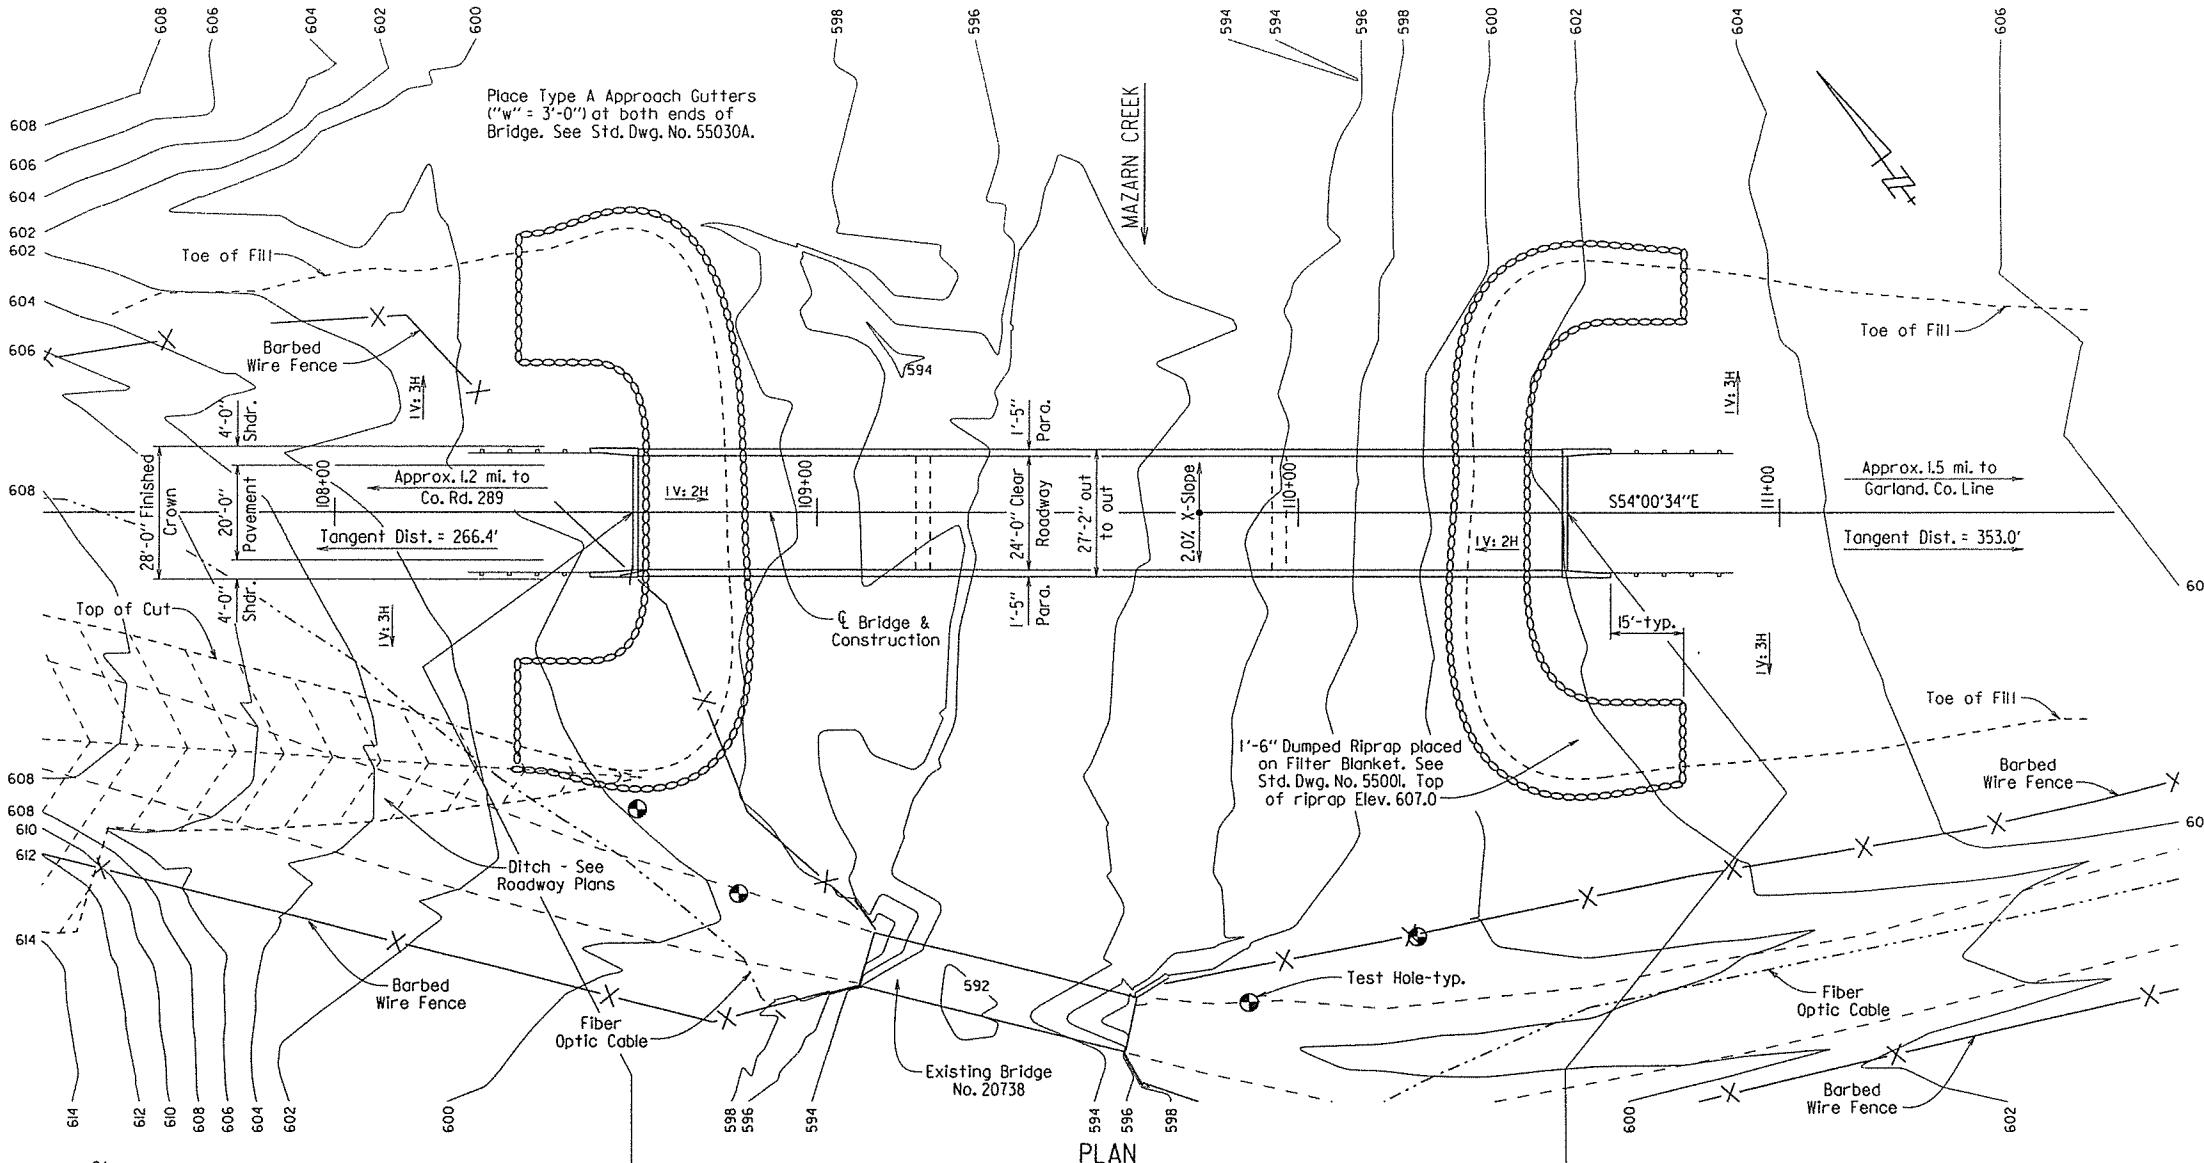 608
606
604
602
600
598
596
594
594
596
598
600
602
604
606
Place Type A Approach Gutters
("w" = 3'-0") at both ends of
Bridge. See Std. Dwg. No. 55030A.
MAZARN CREEK
608
606
604
602
602
604
606
608
Toe of Fill
Barbed
Wire Fence
1V: 3H
594
Toe of Fill
1V: 3H
4'-0"
Shdr.
28'-0" Finished
Crown
20'-0"
Pavement
4'-0"
Shdr.
108+00
Approx. 1.2 mi. to
Co. Rd. 289
Tangent Dist. = 266.4'
1V: 2H
109+00
1'-5"
Para.
24'-0" Clear
Roadway
27'-2" out
to out
1'-5"
Para.
2.0% X-Slope
110+00
1V: 2H
S54°00'34"E
111+00
Approx. 1.5 mi. to
Garland. Co. Line
Tangent Dist. = 353.0'
60
Top of Cut
1V: 3H
℄ Bridge &
Construction
15'-typ.
1V: 3H
Toe of Fill
1'-6" Dumped Riprap placed
on Filter Blanket. See
Std. Dwg. No. 55001. Top
of riprap Elev. 607.0
Barbed
Wire Fence
60
608
608
610
612
614
Ditch - See
Roadway Plans
Barbed
Wire Fence
Fiber
Optic Cable
592
Existing Bridge
No. 20738
Test Hole-typ.
Fiber
Optic Cable
Barbed
Wire Fence
614
612
610
608
606
604
602
600
598
596
594
594
596
598
600
602
PLAN